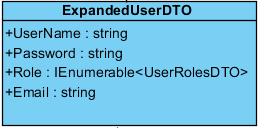 ExpandedUserDTO
+UserName : string
+Password : string
+Role : IEnumerable<UserRolesDTO>
+Email : string